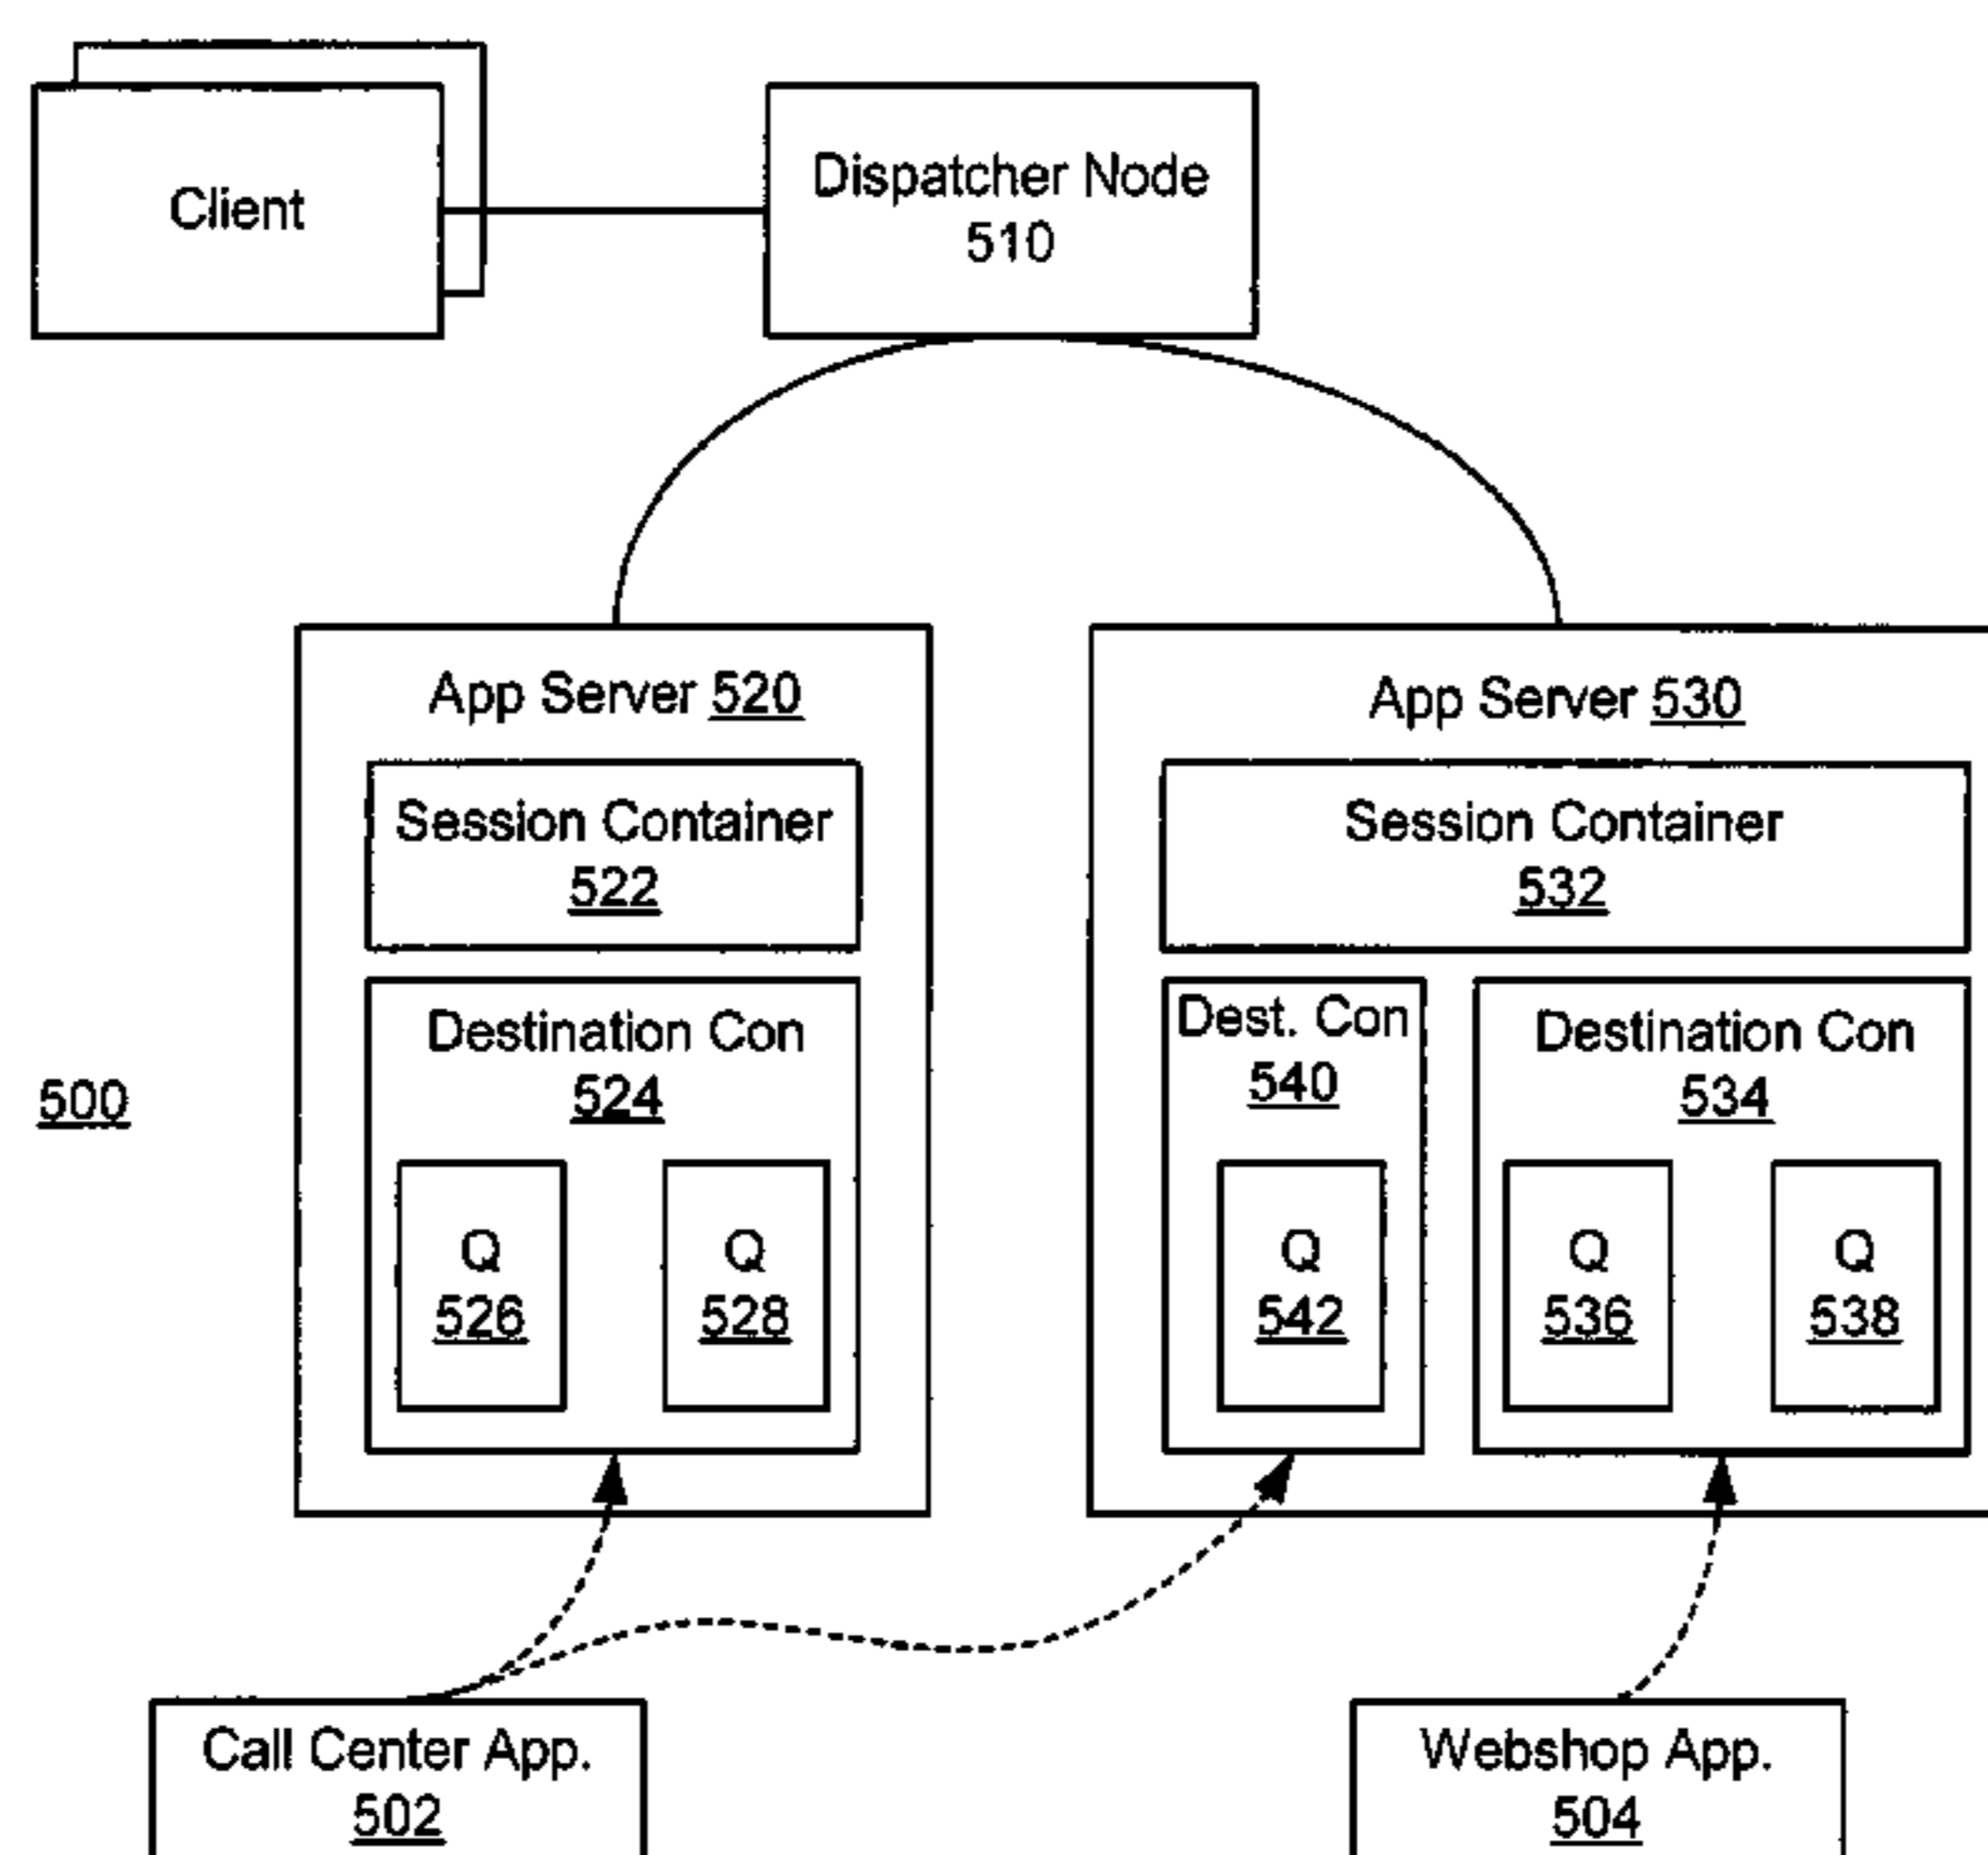 Client
Dispatcher Node
510
App Server 520
Session Container
522
Destination Con
524
Q
526
Q
528
App Server 530
Session Container
532
Dest. Con
540
Q
542
Destination Con
534
Q
536
Q
538
500
Call Center App.
502
Webshop App.
504